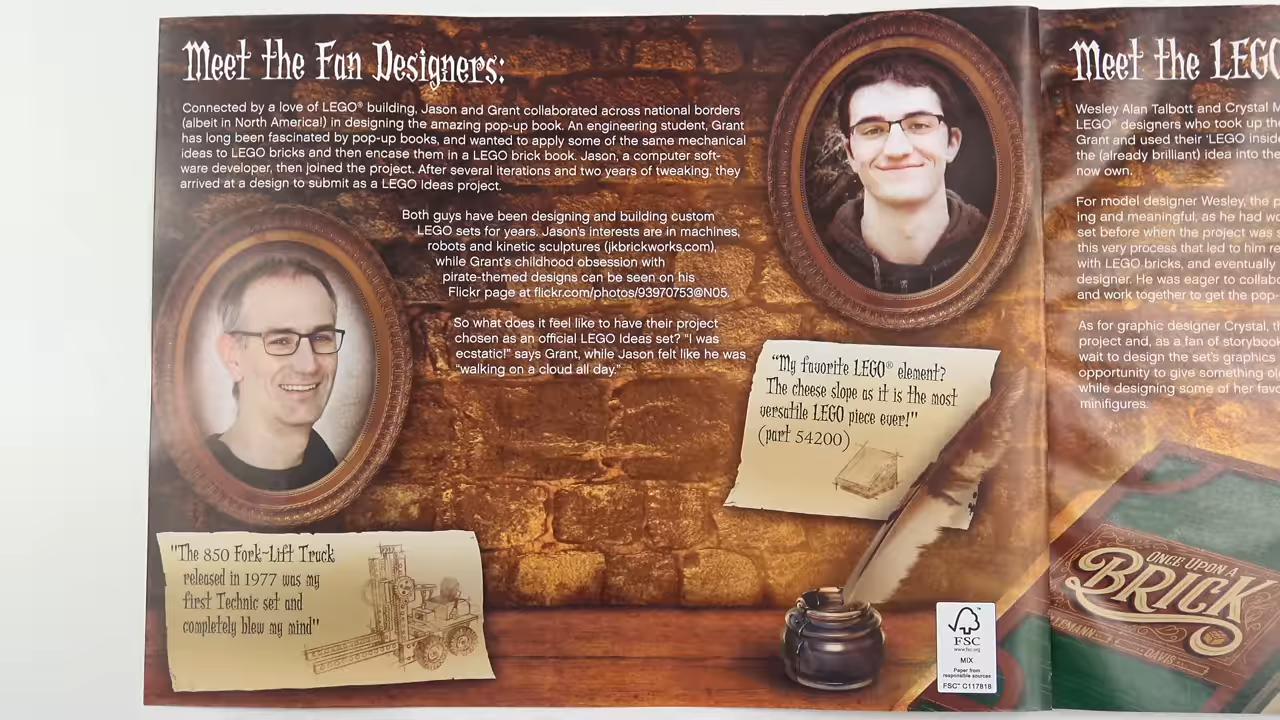 Meet the Fan Designers:
Connected by a love of LEGO® building, Jason and Grant collaborated across national borders
(albeit in North America!) in designing the amazing pop-up book. An engineering student, Grant
has long been fascinated by pop-up books, and wanted to apply some of the same mechanical
ideas to LEGO bricks and then encase them in a LEGO brick book. Jason, a computer soft-
ware developer, then joined the project. After several iterations and two years of tweaking, they
arrived at a design to submit as a LEGO Ideas project.
Both guys have been designing and building custom
LEGO sets for years. Jason's interests are in machines,
robots and kinetic sculptures (jkbrickworks.com),
while Grant's childhood obsession with
pirate-themed designs can be seen on his
Flickr page at flickr.com/photos/93970753@N05.
So what does it feel like to have their project
chosen as an official LEGO Ideas set? "I was
ecstatic!" says Grant, while Jason felt like he was
"walking on a cloud all day."
"My favorite LEGO® element?
The cheese slope as it is the most
versatile LEGO piece ever!"
(part 54200)
"The 850 Fork-Lift Truck
released in 1977 was my
first Technic set and
completely blew my mind"
FSC
www.fsc.org
MIX
Paper from
responsible sources
FSC™ C117818
Meet the LEGO
Wesley Alan Talbott and Crystal M
LEGO® designers who took up the
Grant and used their 'LEGO inside
the (already brilliant) idea into the
now own.
For model designer Wesley, the p
ing and meaningful, as he had wo
set before when the project was s
this very process that led to him re
with LEGO bricks, and eventually
designer. He was eager to collabo
and work together to get the pop-
As for graphic designer Crystal, th
project and, as a fan of storybook
wait to design the set's graphics
opportunity to give something old
while designing some of her favo
minifigures.
ONCE UPON A
BRICK
LEMANN
DAVIS